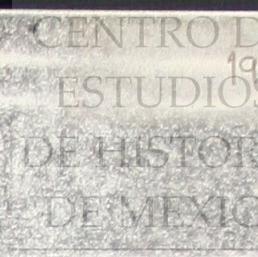 CENTRO D
19
ESTUDIOS
DE HISTOR
DE MEXIC